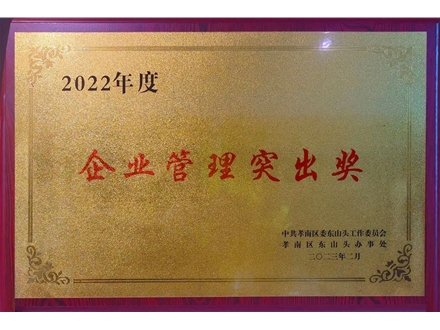 2022年度
企业管理突出奖
中共孝南区委东山头工作委员会
孝南区东山头办事处
二〇二三年二月